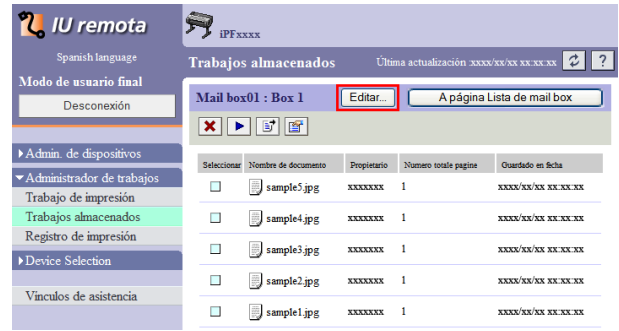 IU remota
iPFxxxx
Spanish language
Trabajos almacenados
Última actualización :xxxx/xx/xx xx:xx:xx
?
Modo de usuario final
Desconexión
Mail box01 : Box 1
Editar...
A página Lista de mail box
Admin. de dispositivos
Administrador de trabajos
Trabajo de impresión
Trabajos almacenados
Registro de impresión
Device Selection
Vínculos de asistencia
Seleccionar Nombre de documento Propietario Numero totale pagine Guardado en fecha
sample5.jpg xxxxxxx 1 xxxx/xx/xx xx:xx:xx
sample4.jpg xxxxxxx 1 xxxx/xx/xx xx:xx:xx
sample3.jpg xxxxxxx 1 xxxx/xx/xx xx:xx:xx
sample2.jpg xxxxxxx 1 xxxx/xx/xx xx:xx:xx
sample1.jpg xxxxxxx 1 xxxx/xx/xx xx:xx:xx